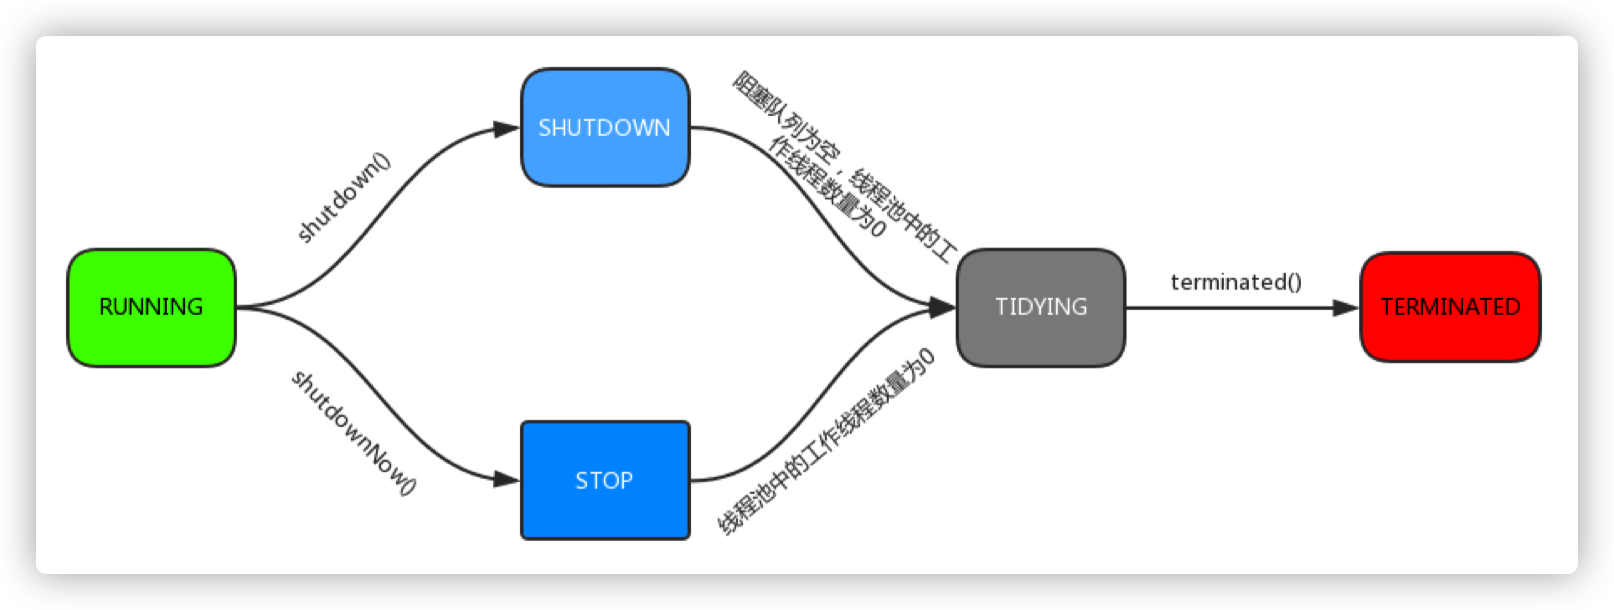 RUNNING
shutdown()
shutdownNow()
SHUTDOWN
STOP
阻塞队列为空，线程池中的工
作线程数量为0
线程池中的工作线程数量为0
TIDYING
terminated()
TERMINATED